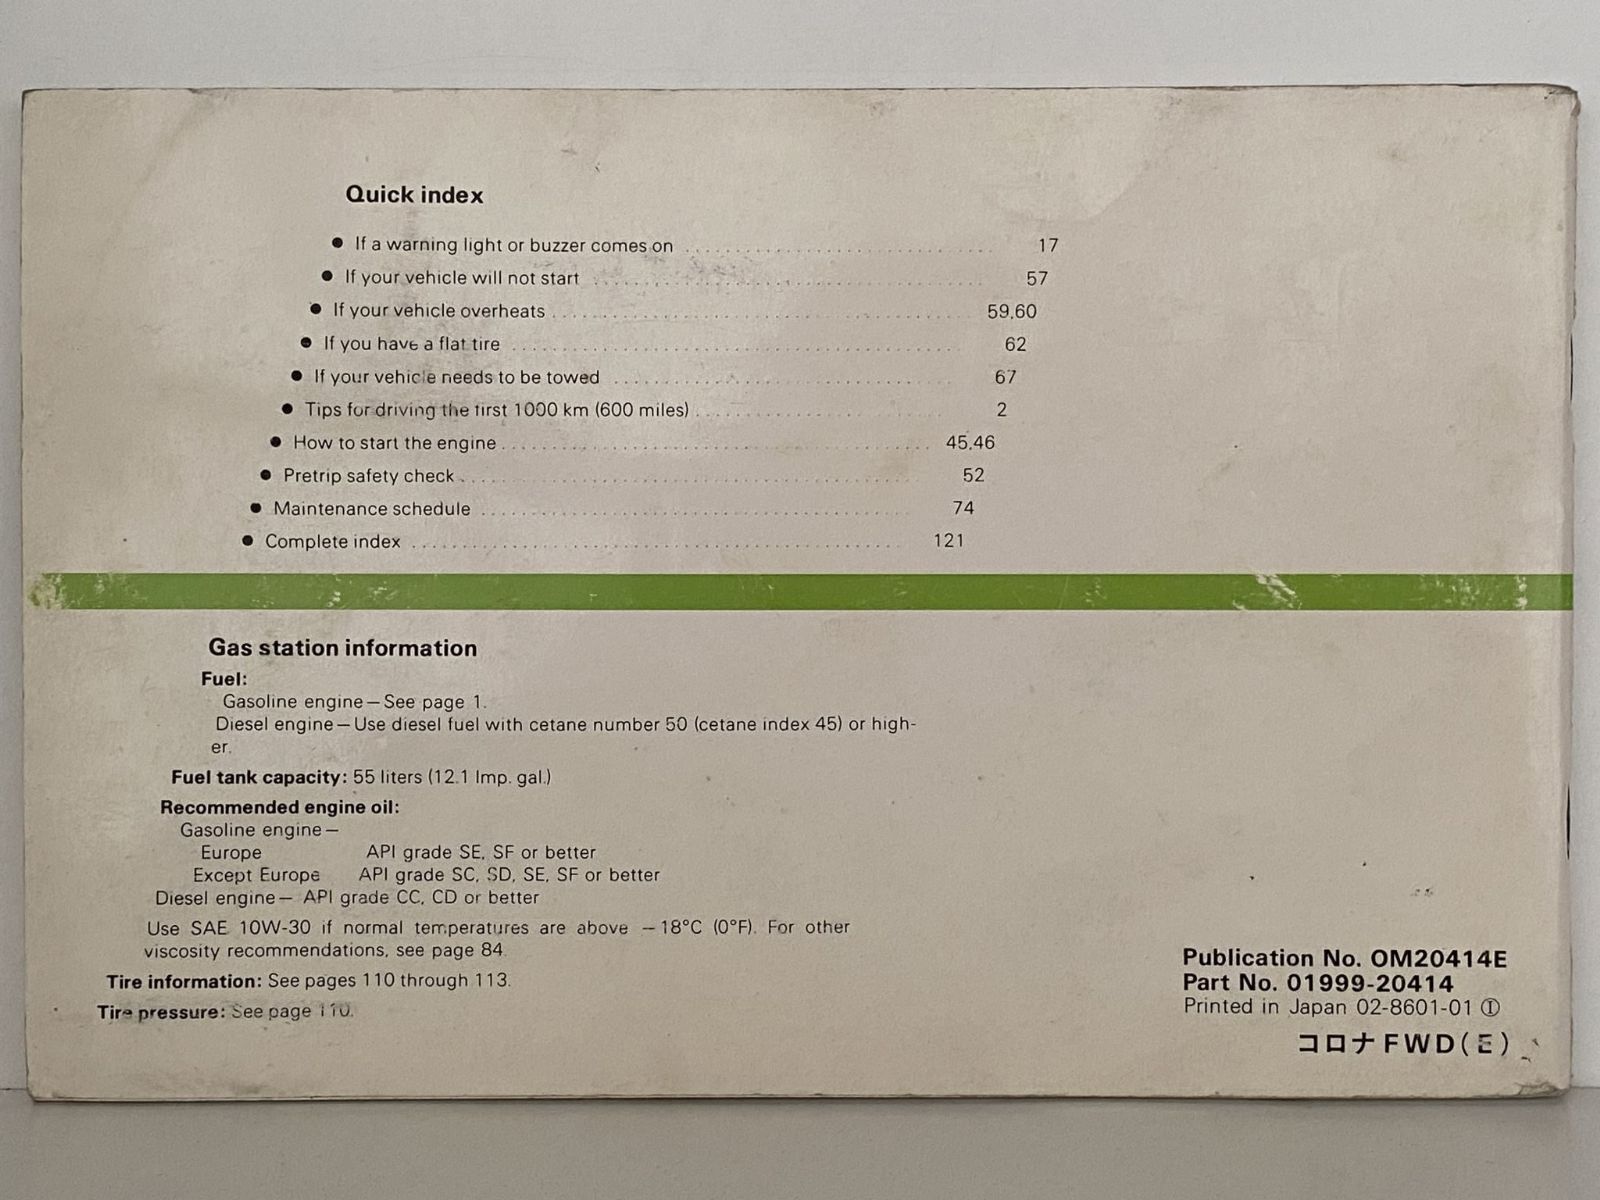 Quick index
● If a warning light or buzzer comes on ........ 17
● If your vehicle will not start ........ 57
● If your vehicle overheats ........ 59,60
● If you have a flat tire ........ 62
● If your vehicle needs to be towed ........ 67
● Tips for driving the first 1000 km (600 miles) ........ 2
● How to start the engine ........ 45,46
● Pretrip safety check ........ 52
● Maintenance schedule ........ 74
● Complete index ........ 121
Gas station information
Fuel:
Gasoline engine—See page 1.
Diesel engine—Use diesel fuel with cetane number 50 (cetane index 45) or high-
er.
Fuel tank capacity: 55 liters (12.1 Imp. gal.)
Recommended engine oil:
Gasoline engine—
Europe API grade SE, SF or better
Except Europe API grade SC, SD, SE, SF or better
Diesel engine— API grade CC, CD or better
Use SAE 10W-30 if normal temperatures are above −18°C (0°F). For other
viscosity recommendations, see page 84.
Tire information: See pages 110 through 113.
Tire pressure: See page 110.
Publication No. OM20414E
Part No. 01999-20414
Printed in Japan 02-8601-01 Ⓘ
コロナFWD(E)